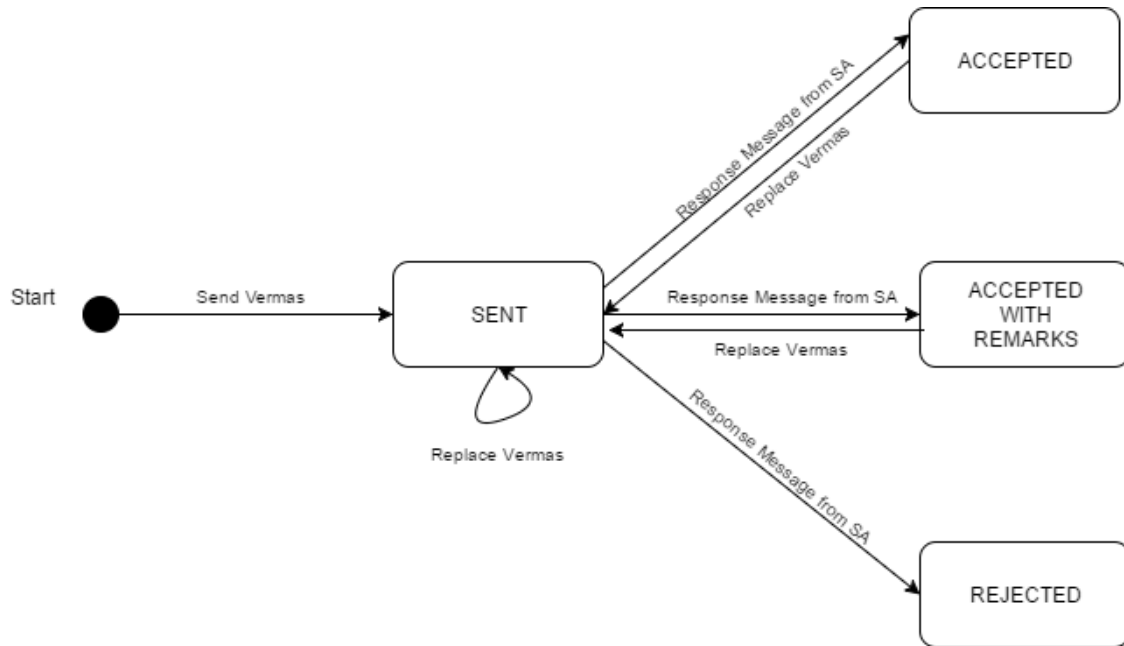 ACCEPTED
Response Message from SA
Replace Vermas
Start
Send Vermas
SENT
Response Message from SA
ACCEPTED
WITH
REMARKS
Replace Vermas
Replace Vermas
Response Message from SA
REJECTED